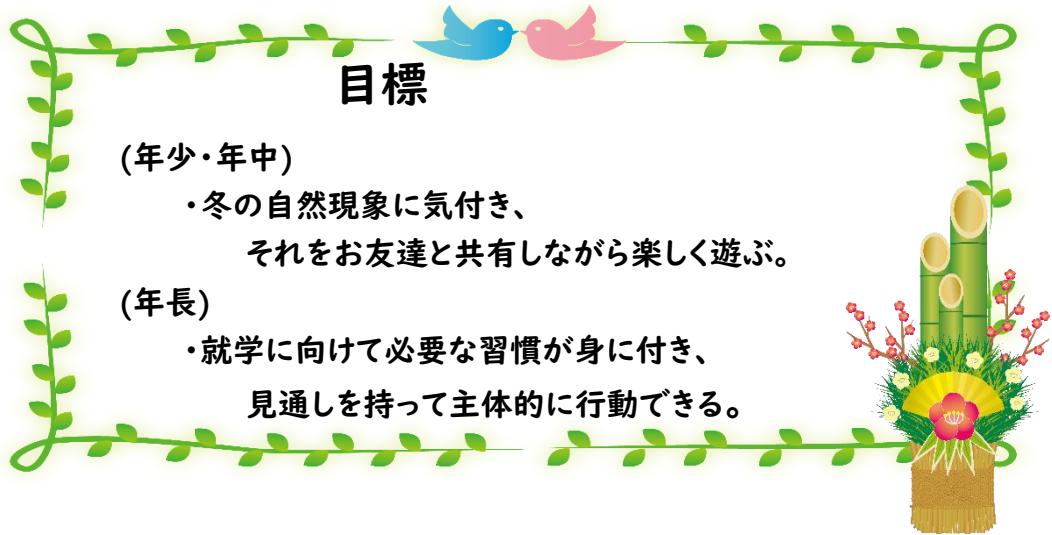 目標
(年少・年中)
・冬の自然現象に気付き、
それをお友達と共有しながら楽しく遊ぶ。
(年長)
・就学に向けて必要な習慣が身に付き、
見通しを持って主体的に行動できる。